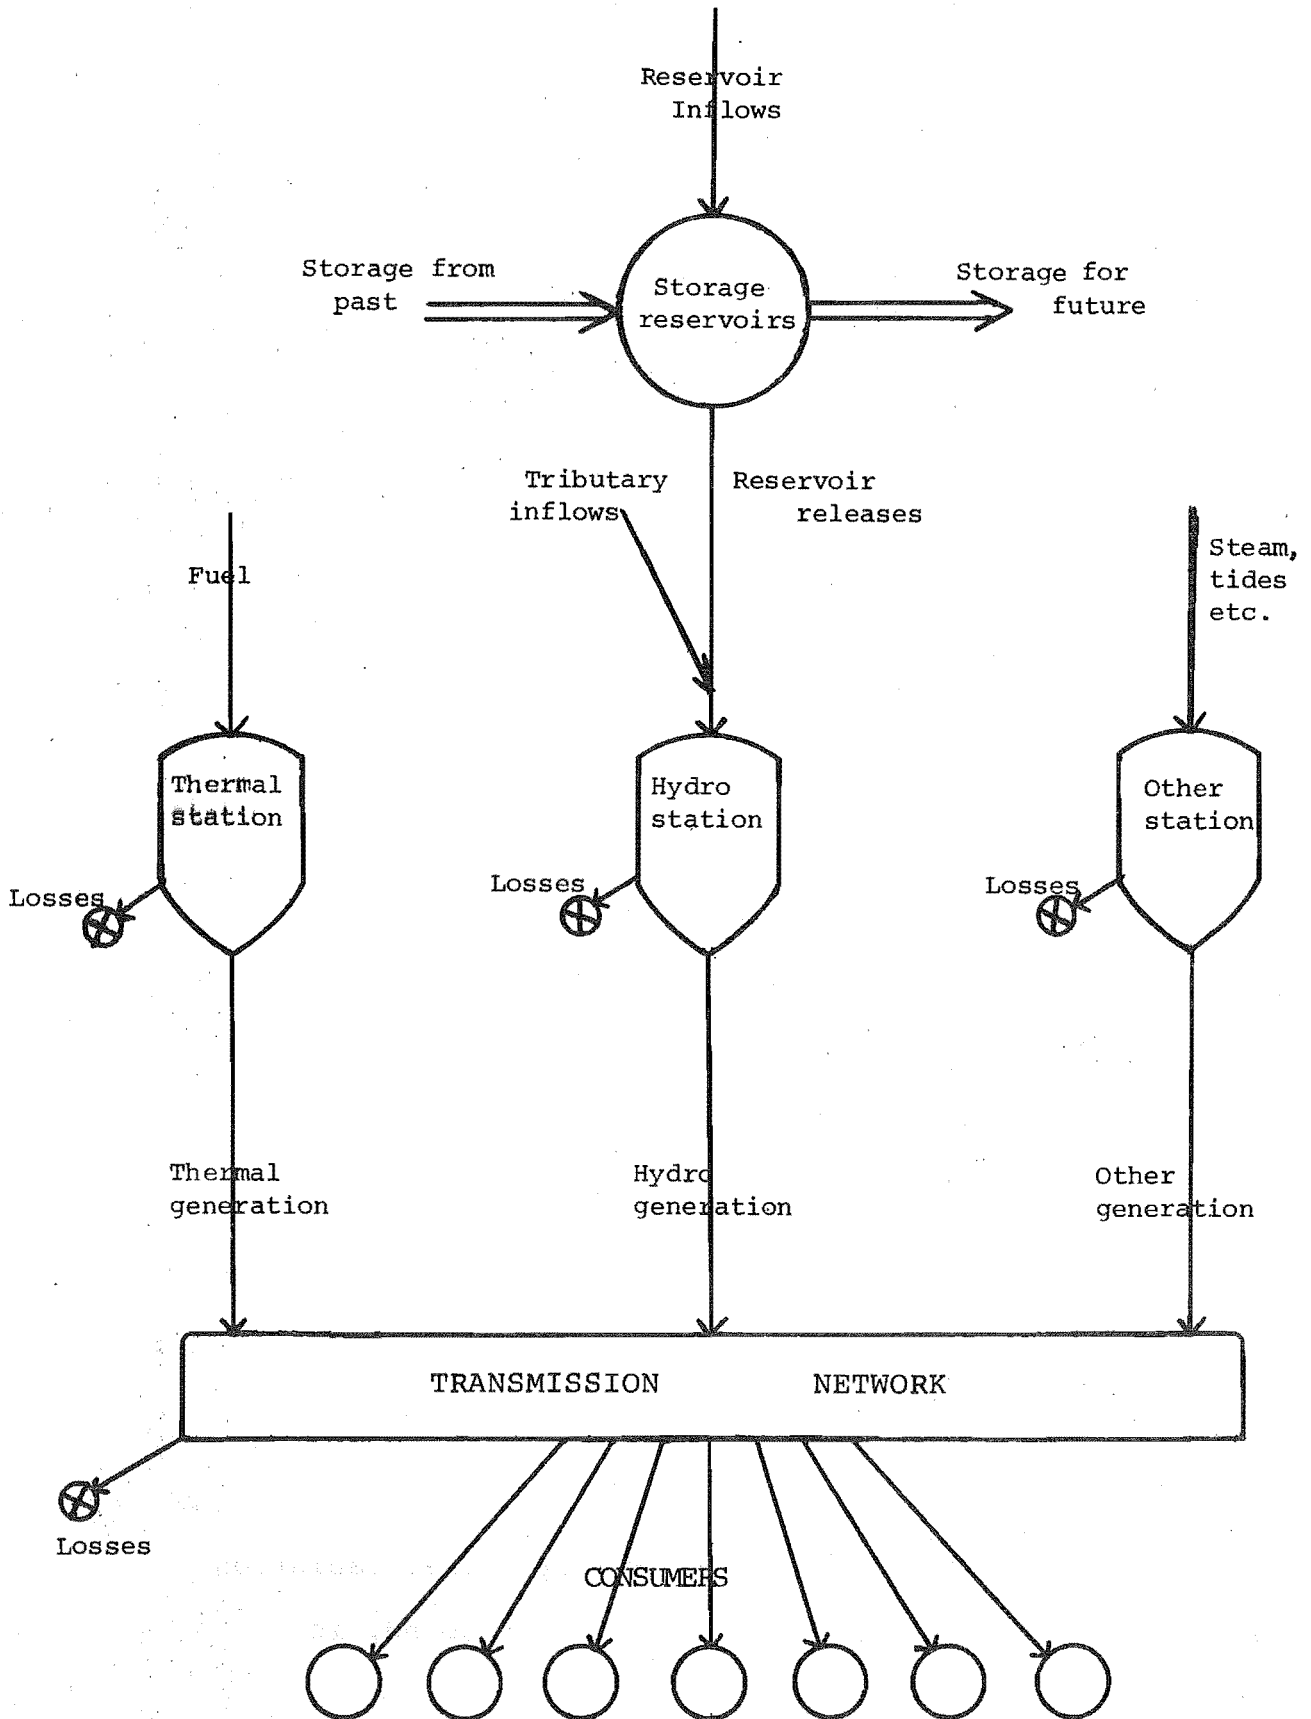 Reservoir
Inflows
Storage from
past
Storage
reservoirs
Storage for
future
Tributary
inflows
Reservoir
releases
Fuel
Steam,
tides
etc.
Thermal
station
Hydro
station
Other
station
Losses
Losses
Losses
Thermal
generation
Hydro
generation
Other
generation
TRANSMISSION NETWORK
Losses
CONSUMERS